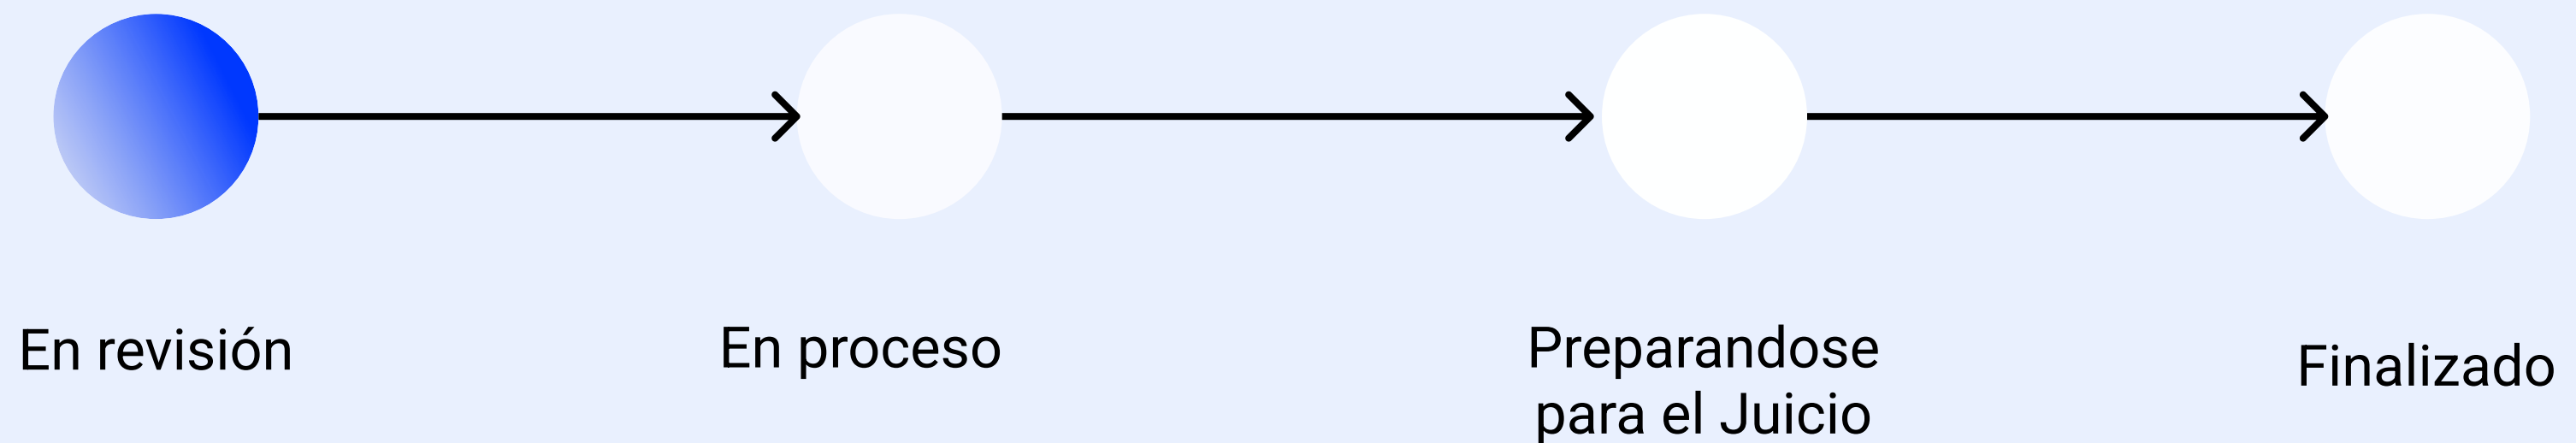 En revisión
En proceso
Preparandose
para el Juicio
Finalizado